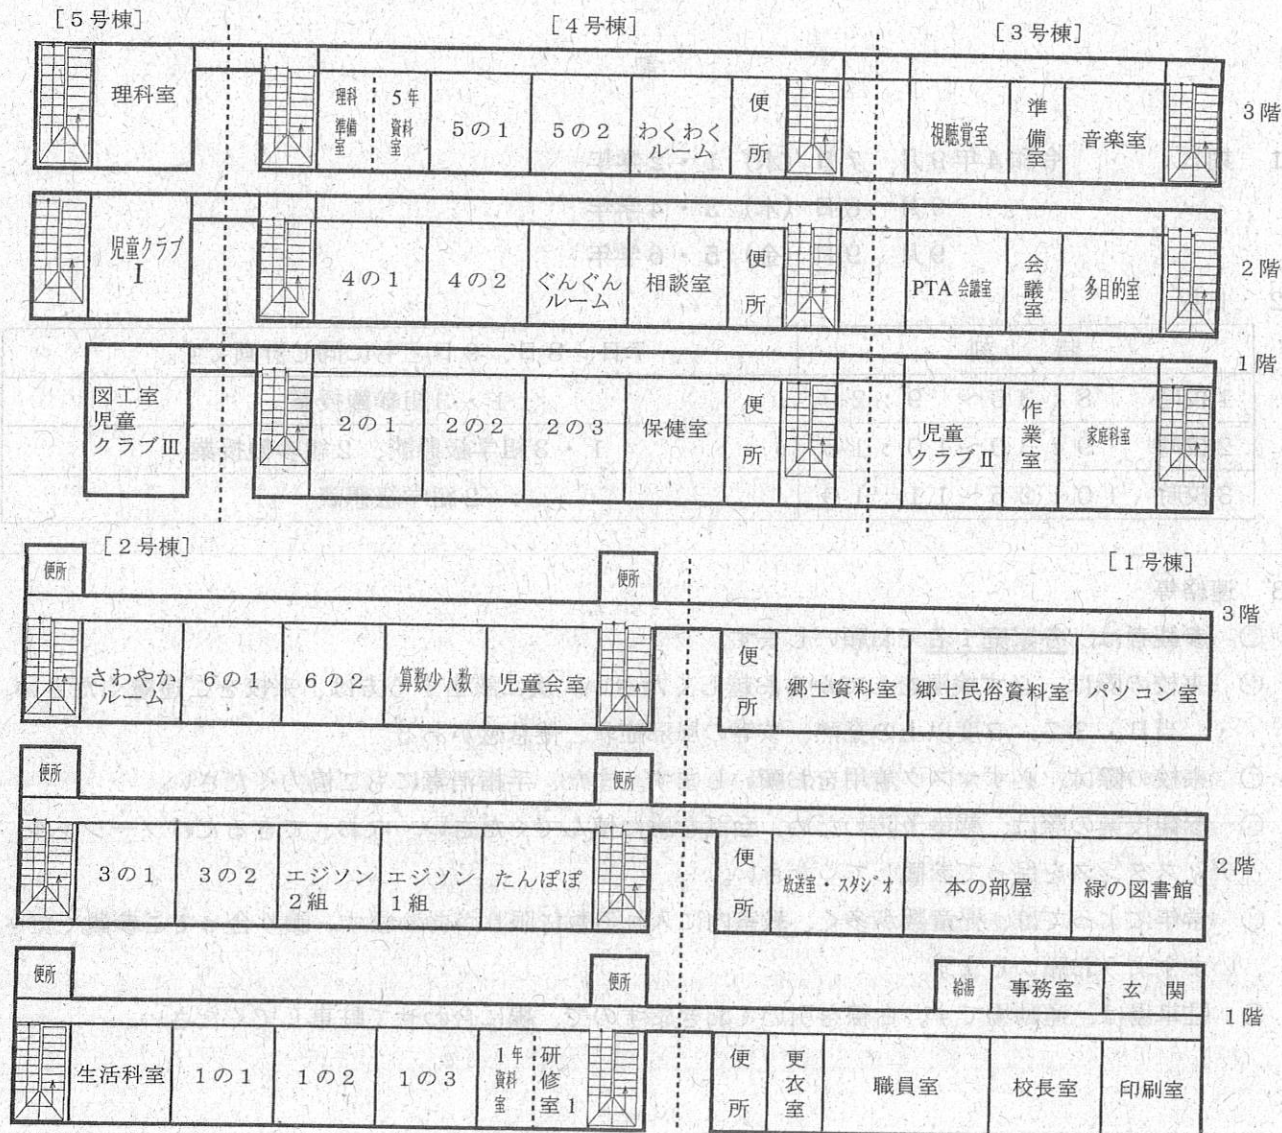 ［５号棟］
［４号棟］
［３号棟］
理科室
理科準備室
５年資料室
５の１
５の２
わくわくルーム
便所
視聴覚室
準備室
音楽室
３階
児童クラブⅠ
４の１
４の２
ぐんぐんルーム
相談室
便所
PTA会議室
会議室
多目的室
２階
図工室
児童
クラブⅢ
２の１
２の２
２の３
保健室
便所
児童
クラブⅡ
作業室
家庭科室
１階
［２号棟］
［１号棟］
便所
便所
さわやかルーム
６の１
６の２
算数少人数
児童会室
便所
郷土資料室
郷土民俗資料室
パソコン室
３階
便所
便所
３の１
３の２
エジソン
２組
エジソン
１組
たんぽぽ
便所
放送室・スタジオ
本の部屋
緑の図書館
２階
便所
便所
給湯
事務室
玄関
生活科室
１の１
１の２
１の３
１年資料室
研修室１
便所
更衣室
職員室
校長室
印刷室
１階